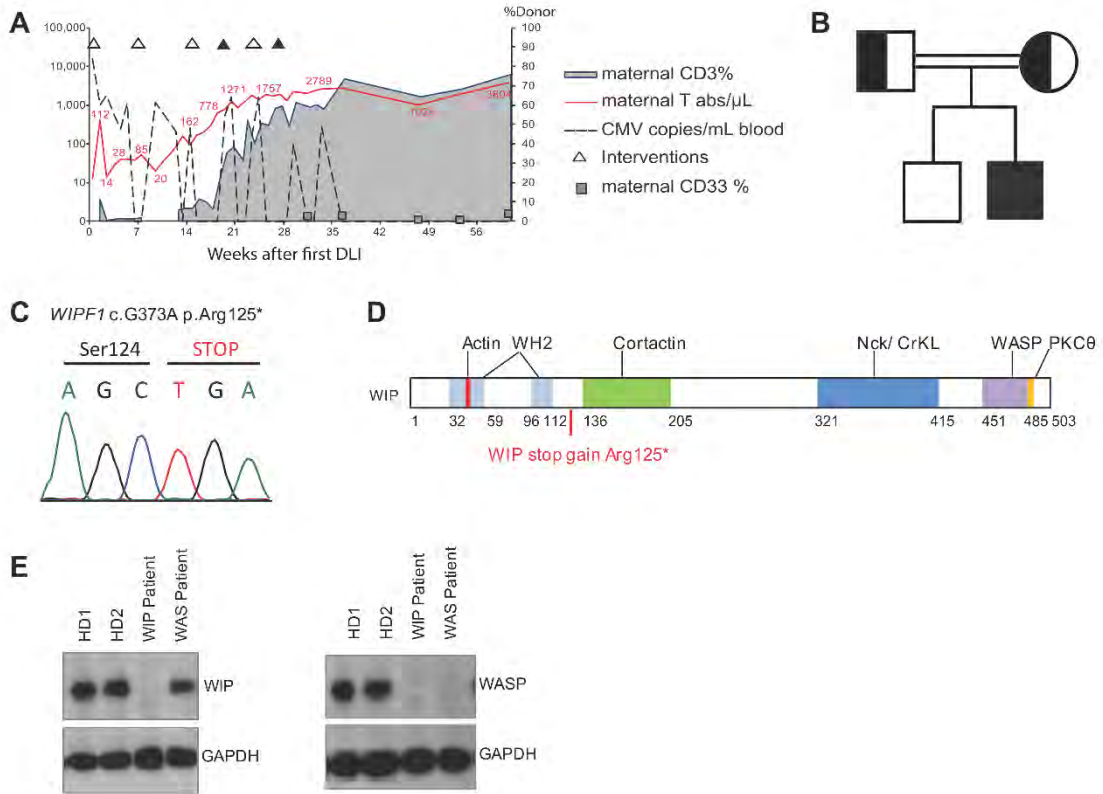 A
100,000
10,000
1,000
100
10
0
112
14
28
85
20
162
778
1271
1757
2789
3804
0
7
14
21
28
35
42
49
56
Weeks after first DLI
%Donor
100
90
80
70
60
50
40
30
20
10
0
maternal CD3%
maternal T abs/µL
CMV copies/mL blood
Interventions
maternal CD33 %
B
C
WIPF1 c.G373A p.Arg125*
Ser124 STOP
A G C T G A
D
Actin WH2 Cortactin Nck/ CrKL WASP PKCθ
WIP
1 32 59 96 112 136 205 321 415 451 485 503
WIP stop gain Arg125*
E
HD1
HD2
WIP Patient
WAS Patient
WIP
GAPDH
HD1
HD2
WIP Patient
WAS Patient
WASP
GAPDH